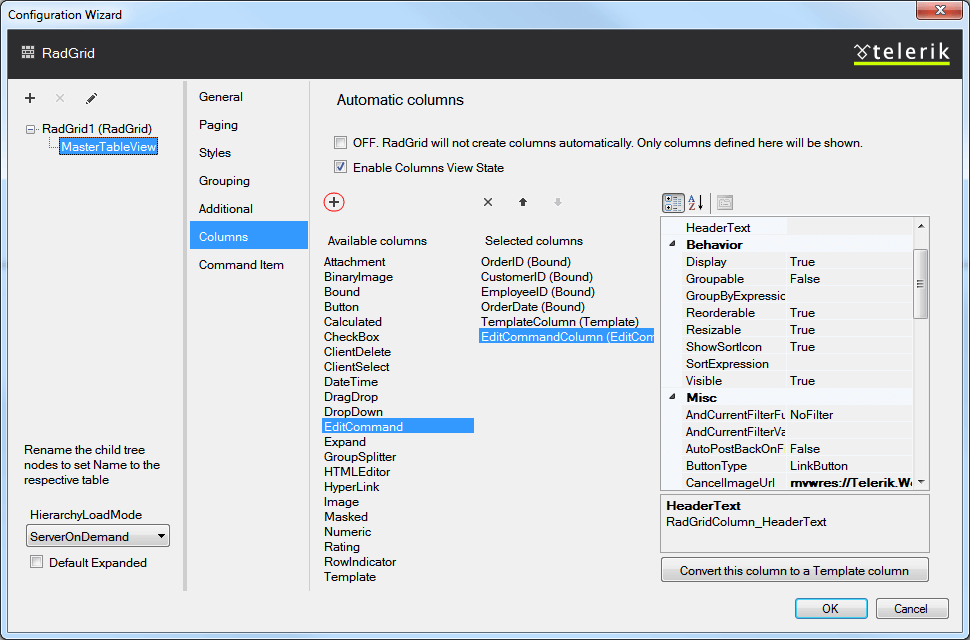 Configuration Wizard
RadGrid
telerik
RadGrid1 (RadGrid)
MasterTableView
Rename the child tree
nodes to set Name to the
respective table
HierarchyLoadMode
ServerOnDemand
Default Expanded
General
Paging
Styles
Grouping
Additional
Columns
Command Item
Automatic columns
OFF. RadGrid will not create columns automatically. Only columns defined here will be shown.
Enable Columns View State
Available columns
Attachment
BinaryImage
Bound
Button
Calculated
CheckBox
ClientDelete
ClientSelect
DateTime
DragDrop
DropDown
EditCommand
Expand
GroupSplitter
HTMLEditor
HyperLink
Image
Masked
Numeric
Rating
RowIndicator
Template
Selected columns
OrderID (Bound)
CustomerID (Bound)
EmployeeID (Bound)
OrderDate (Bound)
TemplateColumn (Template)
EditCommandColumn (EditCom
HeaderText
Behavior
Display True
Groupable False
GroupByExpressic
Reorderable True
Resizable True
ShowSortIcon True
SortExpression
Visible True
Misc
AndCurrentFilterFu NoFilter
AndCurrentFilterVa
AutoPostBackOnF False
ButtonType LinkButton
CancelImageUrl mvwres://Telerik.We
HeaderText
RadGridColumn_HeaderText
Convert this column to a Template column
OK
Cancel